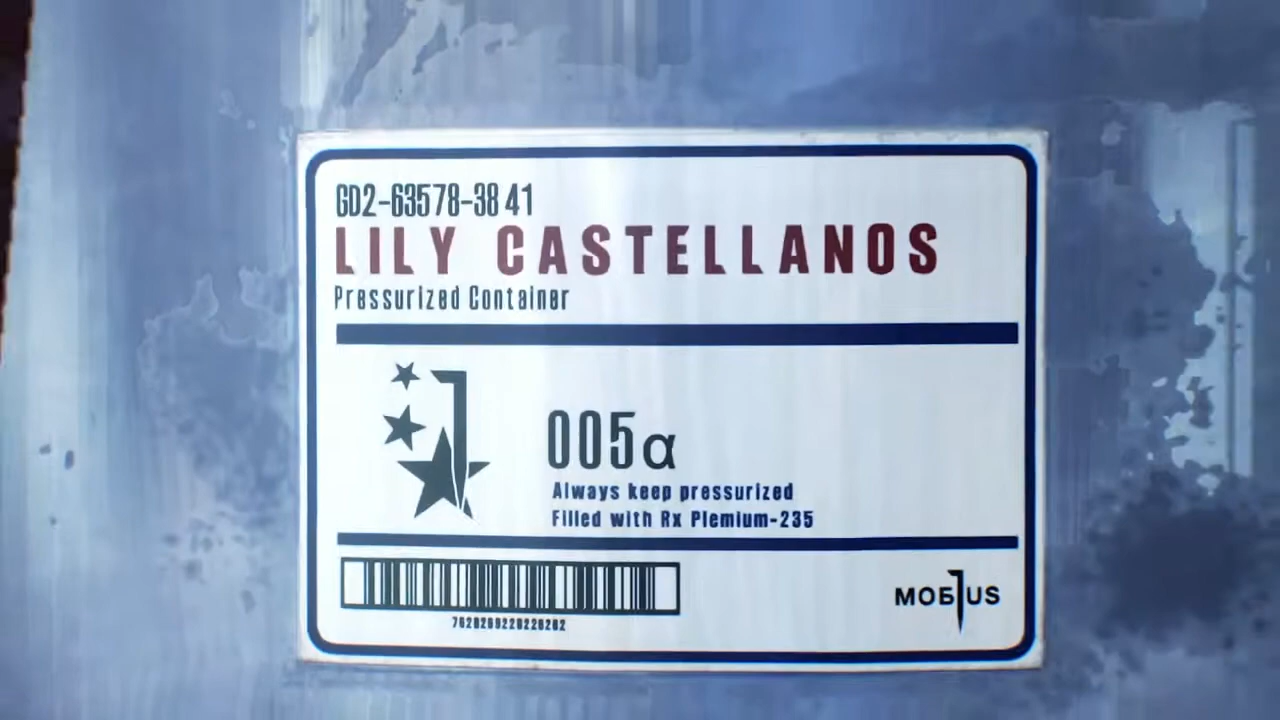 GD2-63578-38 41
LILY CASTELLANOS
Pressurized Container
005α
Always keep pressurized
Filled with Rx Plemium-235
MOBIUS